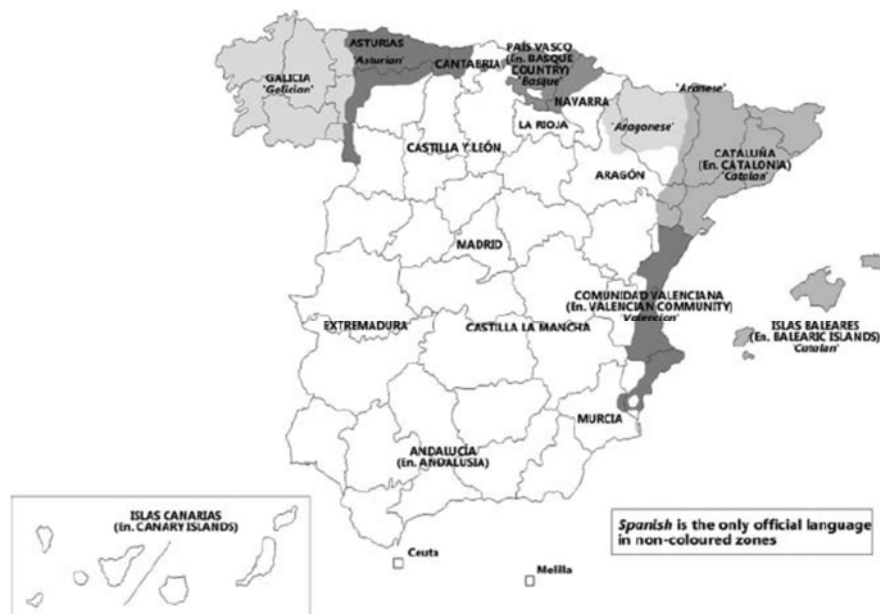 ASTURIAS
'Asturian'
CANTABRIA
PAÍS VASCO
(En. BASQUE
COUNTRY)
'Basque'
GALICIA
'Galician'
NAVARRA
'Aranese'
LA RIOJA
'Aragonese'
CASTILLA Y LEÓN
CATALUÑA
(En. CATALONIA)
'Catalan'
ARAGÓN
MADRID
COMUNIDAD VALENCIANA
(En. VALENCIAN COMMUNITY)
'Valencian'
EXTREMADURA
CASTILLA LA MANCHA
ISLAS BALEARES
(En. BALEARIC ISLANDS)
'Catalan'
MURCIA
ANDALUCÍA
(En. ANDALUSIA)
ISLAS CANARIAS
(En. CANARY ISLANDS)
Spanish is the only official language
in non-coloured zones
Ceuta
Melilla